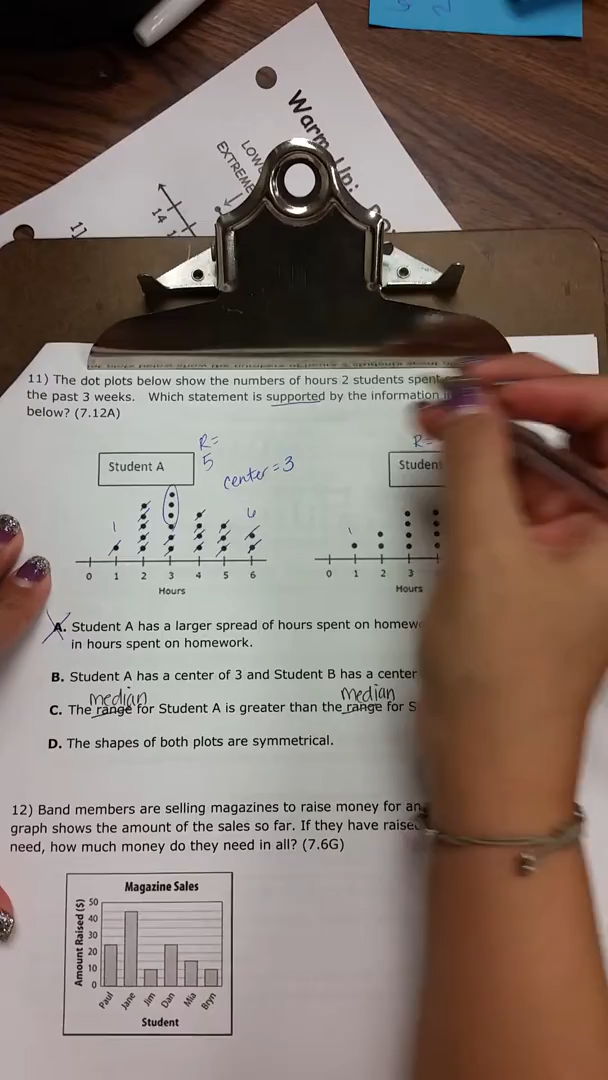 Warm Up:
LOW
EXTREME
14
1]
11) The dot plots below show the numbers of hours 2 students spent
the past 3 weeks. Which statement is supported by the information
below? (7.12A)
R=
5
center = 3
R=
Student A
Studen
1
6
1
0 1 2 3 4 5 6
0 1 2 3
Hours
Hours
A. Student A has a larger spread of hours spent on homew
in hours spent on homework.
B. Student A has a center of 3 and Student B has a center
median
median
C. The range for Student A is greater than the range for S
D. The shapes of both plots are symmetrical.
12) Band members are selling magazines to raise money for an
graph shows the amount of the sales so far. If they have raised
need, how much money do they need in all? (7.6G)
Magazine Sales
Amount Raised ($)
50
40
30
20
10
0
Paul Jane Jim Dan Mia Bryn
Student